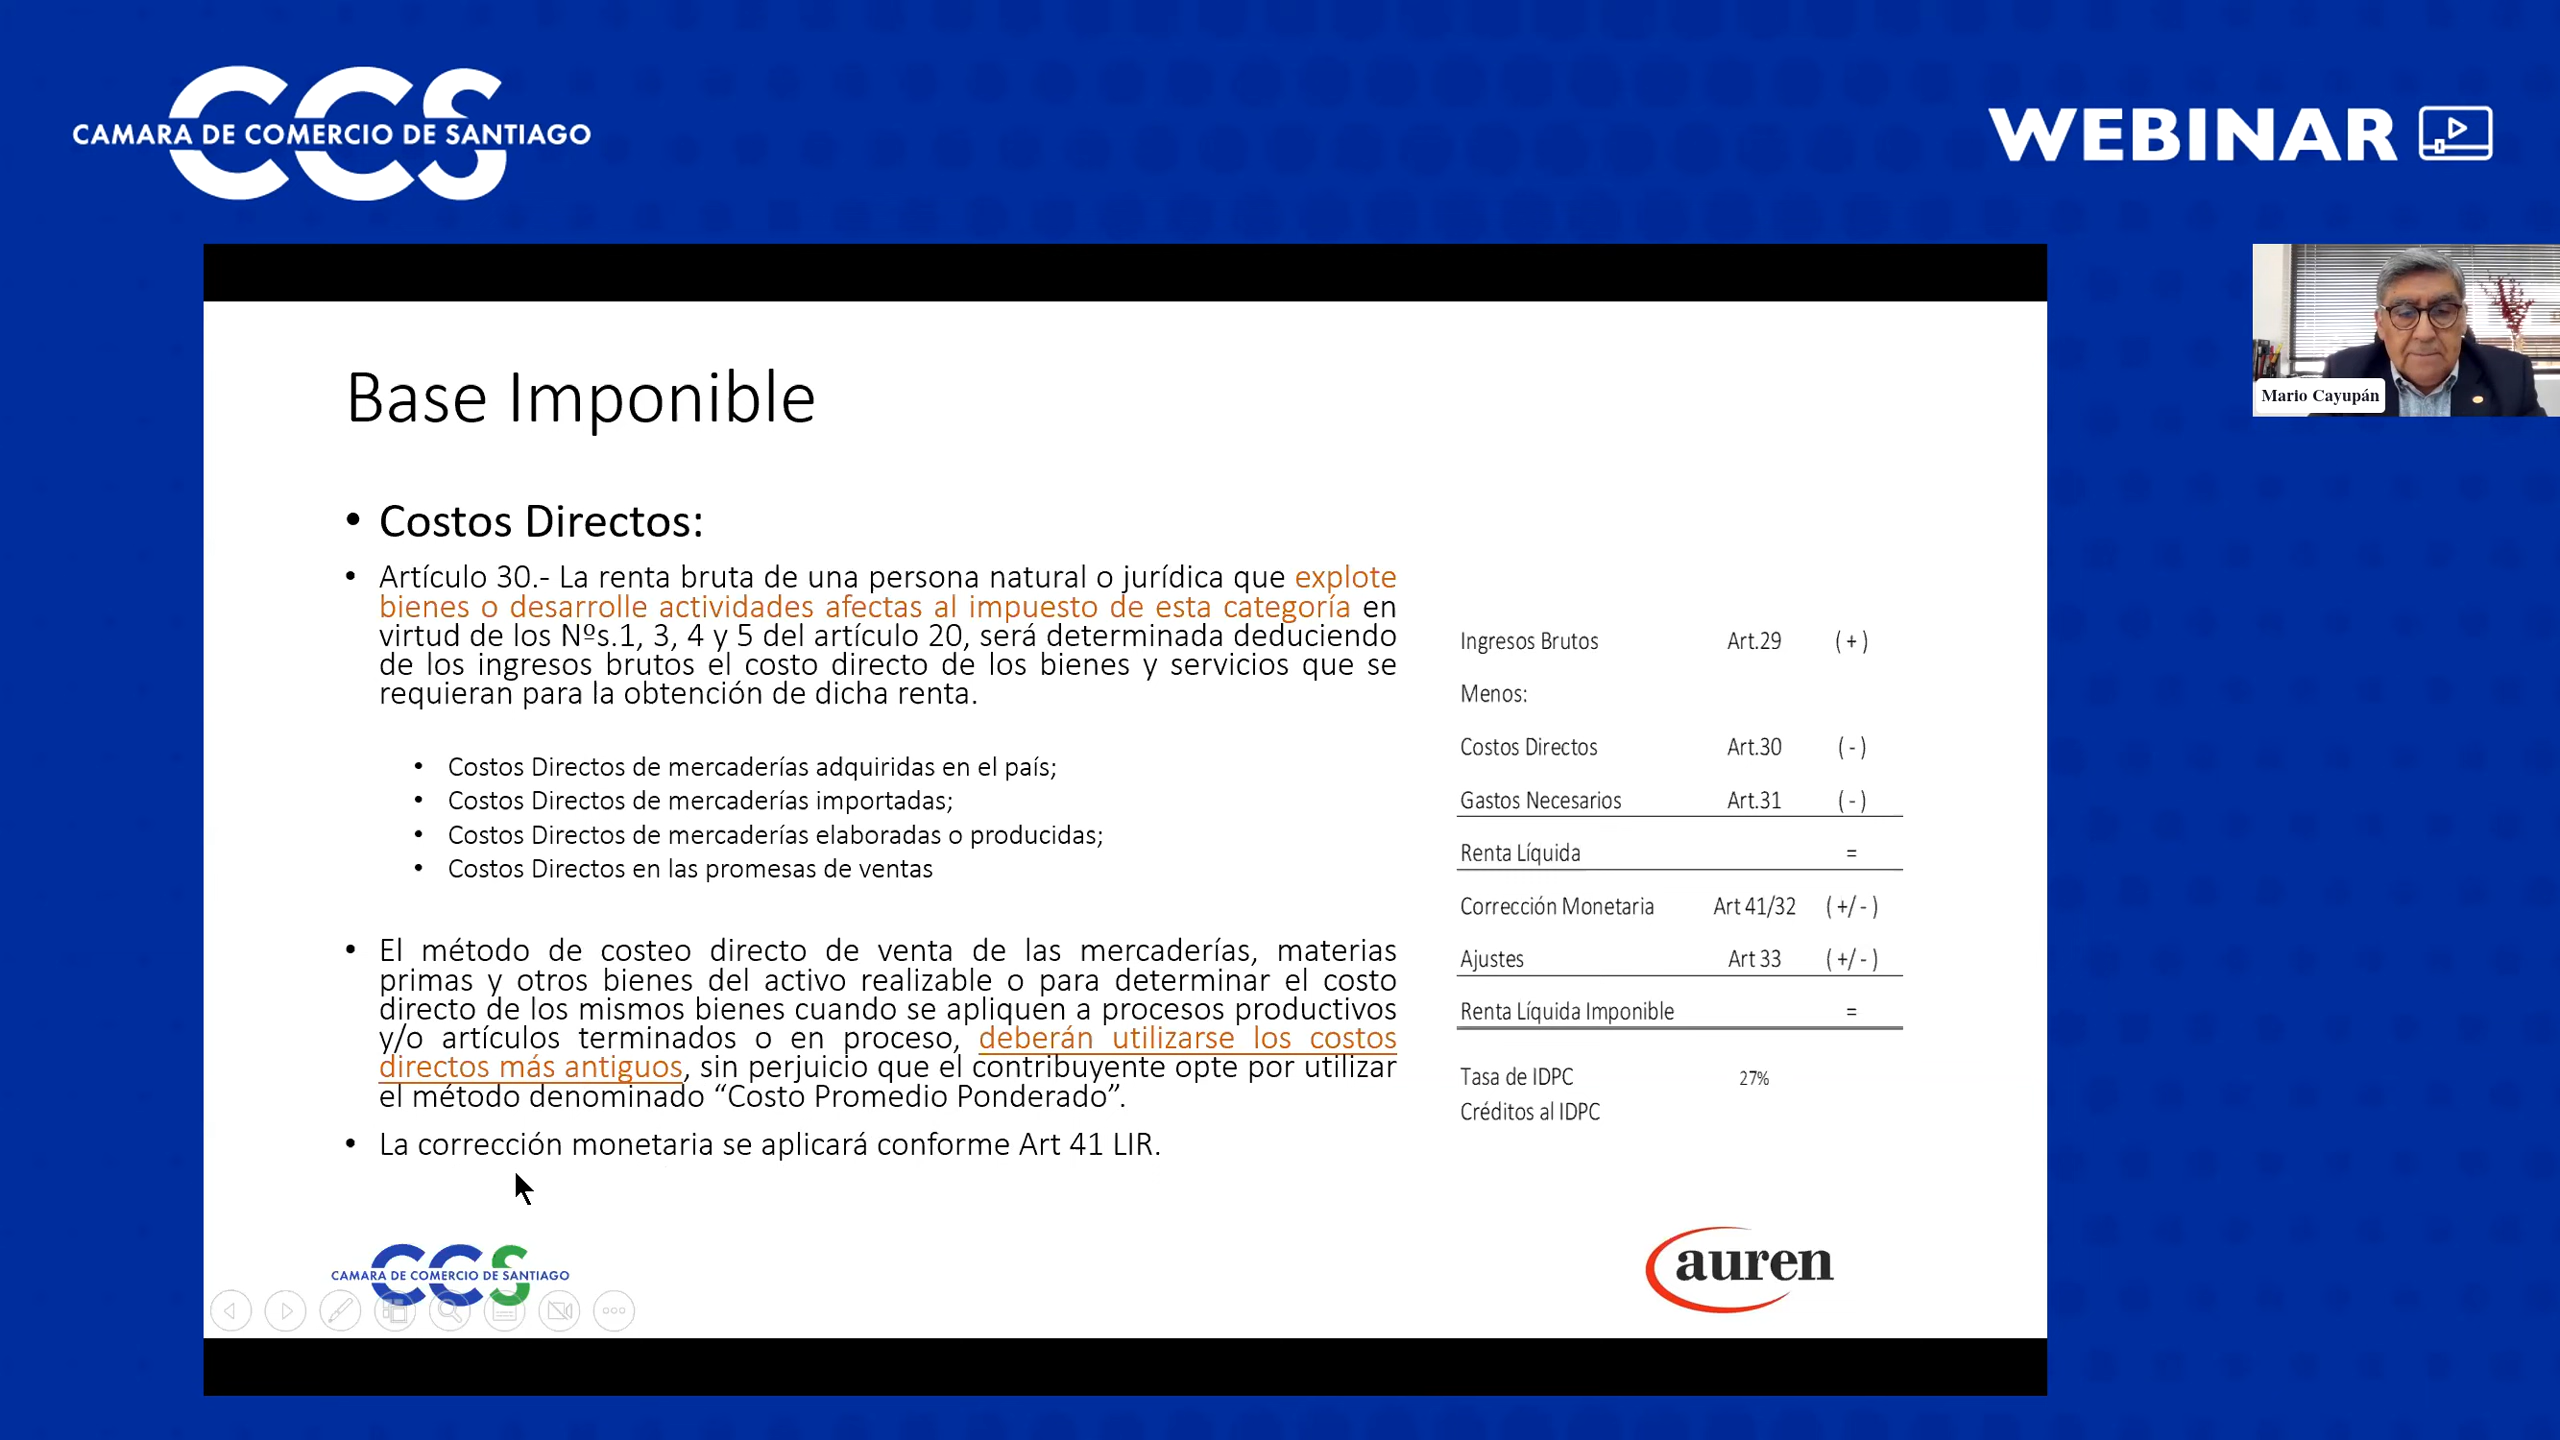 CCS
CAMARA DE COMERCIO DE SANTIAGO
WEBINAR
Mario Cayupán
Base Imponible
• Costos Directos:
• Artículo 30.- La renta bruta de una persona natural o jurídica que explote
bienes o desarrolle actividades afectas al impuesto de esta categoría en
virtud de los Nºs.1, 3, 4 y 5 del artículo 20, será determinada deduciendo
de los ingresos brutos el costo directo de los bienes y servicios que se
requieran para la obtención de dicha renta.
• Costos Directos de mercaderías adquiridas en el país;
• Costos Directos de mercaderías importadas;
• Costos Directos de mercaderías elaboradas o producidas;
• Costos Directos en las promesas de ventas
• El método de costeo directo de venta de las mercaderías, materias
primas y otros bienes del activo realizable o para determinar el costo
directo de los mismos bienes cuando se apliquen a procesos productivos
y/o artículos terminados o en proceso, deberán utilizarse los costos
directos más antiguos, sin perjuicio que el contribuyente opte por utilizar
el método denominado “Costo Promedio Ponderado”.
• La corrección monetaria se aplicará conforme Art 41 LIR.
Ingresos Brutos Art.29 ( + )
Menos:
Costos Directos Art.30 ( - )
Gastos Necesarios Art.31 ( - )
Renta Líquida =
Corrección Monetaria Art 41/32 ( +/- )
Ajustes Art 33 ( +/- )
Renta Líquida Imponible =
Tasa de IDPC 27%
Créditos al IDPC
CCS
CAMARA DE COMERCIO DE SANTIAGO
auren